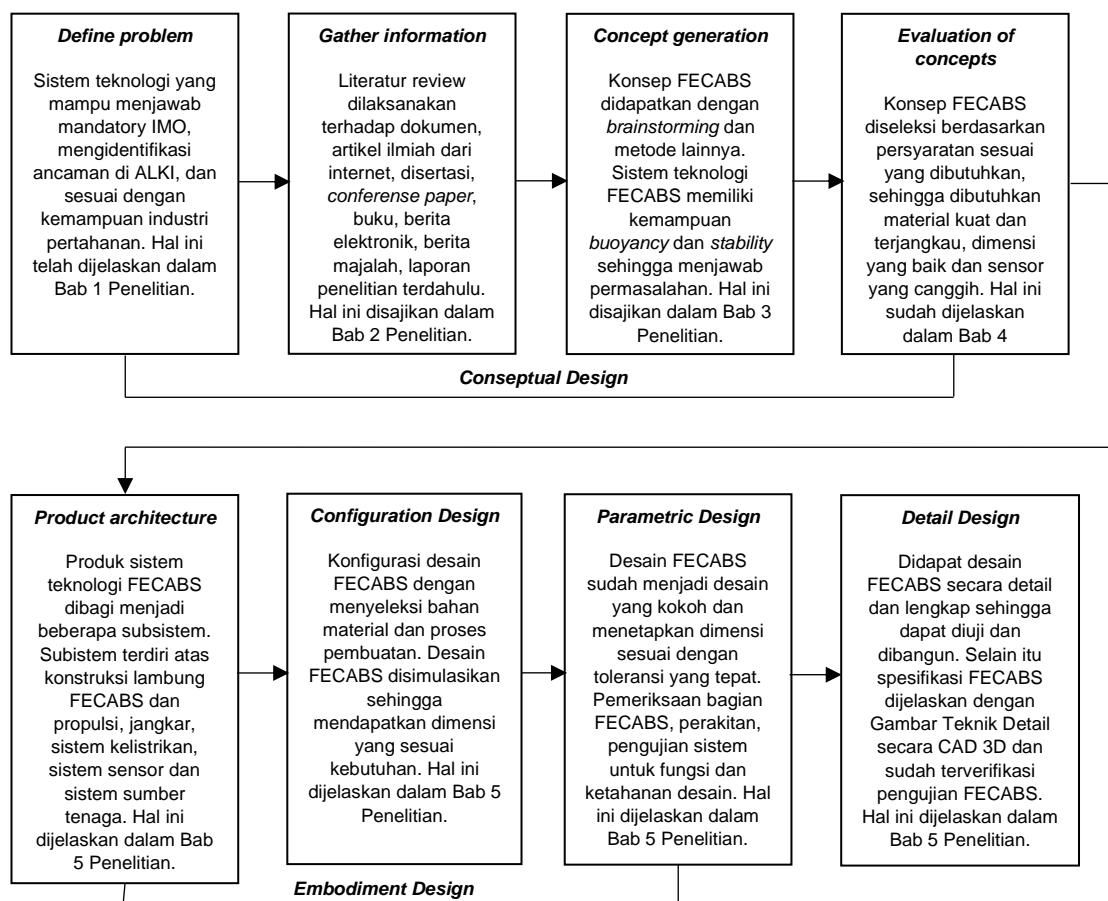 Define problem
Sistem teknologi yang
mampu menjawab
mandatory IMO,
mengidentifikasi
ancaman di ALKI, dan
sesuai dengan
kemampuan industri
pertahanan. Hal ini
telah dijelaskan dalam
Bab 1 Penelitian.
Gather information
Literatur review
dilaksanakan
terhadap dokumen,
artikel ilmiah dari
internet, disertasi,
conferense paper,
buku, berita
elektronik, berita
majalah, laporan
penelitian terdahulu.
Hal ini disajikan dalam
Bab 2 Penelitian.
Concept generation
Konsep FECABS
didapatkan dengan
brainstorming dan
metode lainnya.
Sistem teknologi
FECABS memiliki
kemampuan
buoyancy dan stability
sehingga menjawab
permasalahan. Hal ini
disajikan dalam Bab 3
Penelitian.
Evaluation of
concepts
Konsep FECABS
diseleksi berdasarkan
persyaratan sesuai
yang dibutuhkan,
sehingga dibutuhkan
material kuat dan
terjangkau, dimensi
yang baik dan sensor
yang canggih. Hal ini
sudah dijelaskan
dalam Bab 4
Conseptual Design
Product architecture
Produk sistem
teknologi FECABS
dibagi menjadi
beberapa subsistem.
Subistem terdiri atas
konstruksi lambung
FECABS dan
propulsi, jangkar,
sistem kelistrikan,
sistem sensor dan
sistem sumber
tenaga. Hal ini
dijelaskan dalam Bab
5 Penelitian.
Configuration Design
Konfigurasi desain
FECABS dengan
menyeleksi bahan
material dan proses
pembuatan. Desain
FECABS disimulasikan
sehingga
mendapatkan dimensi
yang sesuai
kebutuhan. Hal ini
dijelaskan dalam Bab 5
Penelitian.
Parametric Design
Desain FECABS
sudah menjadi desain
yang kokoh dan
menetapkan dimensi
sesuai dengan
toleransi yang tepat.
Pemeriksaan bagian
FECABS, perakitan,
pengujian sistem
untuk fungsi dan
ketahanan desain. Hal
ini dijelaskan dalam
Bab 5 Penelitian.
Detail Design
Didapat desain
FECABS secara detail
dan lengkap sehingga
dapat diuji dan
dibangun. Selain itu
spesifikasi FECABS
dijelaskan dengan
Gambar Teknik Detail
secara CAD 3D dan
sudah terverifikasi
pengujian FECABS.
Hal ini dijelaskan dalam
Bab 5 Penelitian.
Embodiment Design